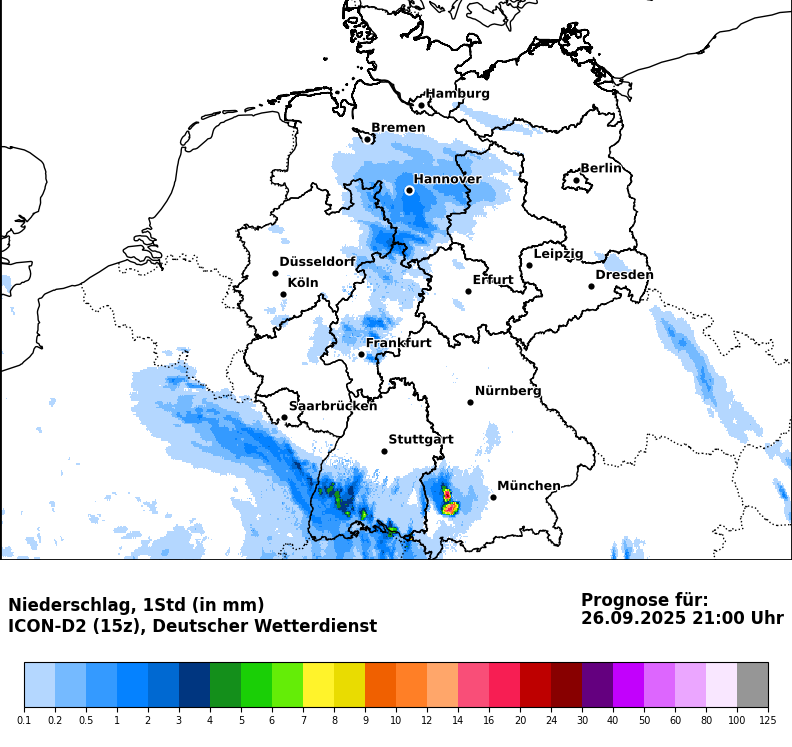 Hamburg
Bremen
Berlin
Hannover
Leipzig
Düsseldorf
Dresden
Köln
Erfurt
Frankfurt
Nürnberg
Saarbrücken
Stuttgart
München
Niederschlag, 1Std (in mm)
ICON-D2 (15z), Deutscher Wetterdienst
Prognose für:
26.09.2025 21:00 Uhr
0.1 0.2 0.5 1 2 3 4 5 6 7 8 9 10 12 14 16 20 24 30 40 50 60 80 100 125